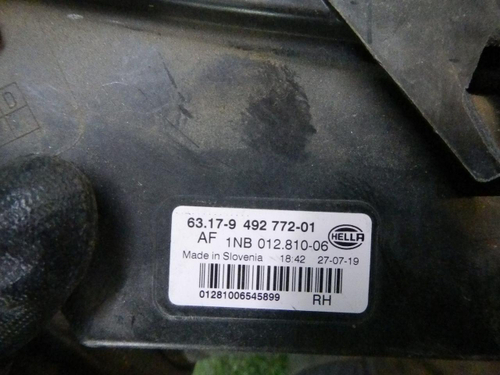 63.17-9 492 772-01
AF 1NB 012.810-06 HELLA
Made in Slovenia 18:42 27-07-19
01281006545899 RH